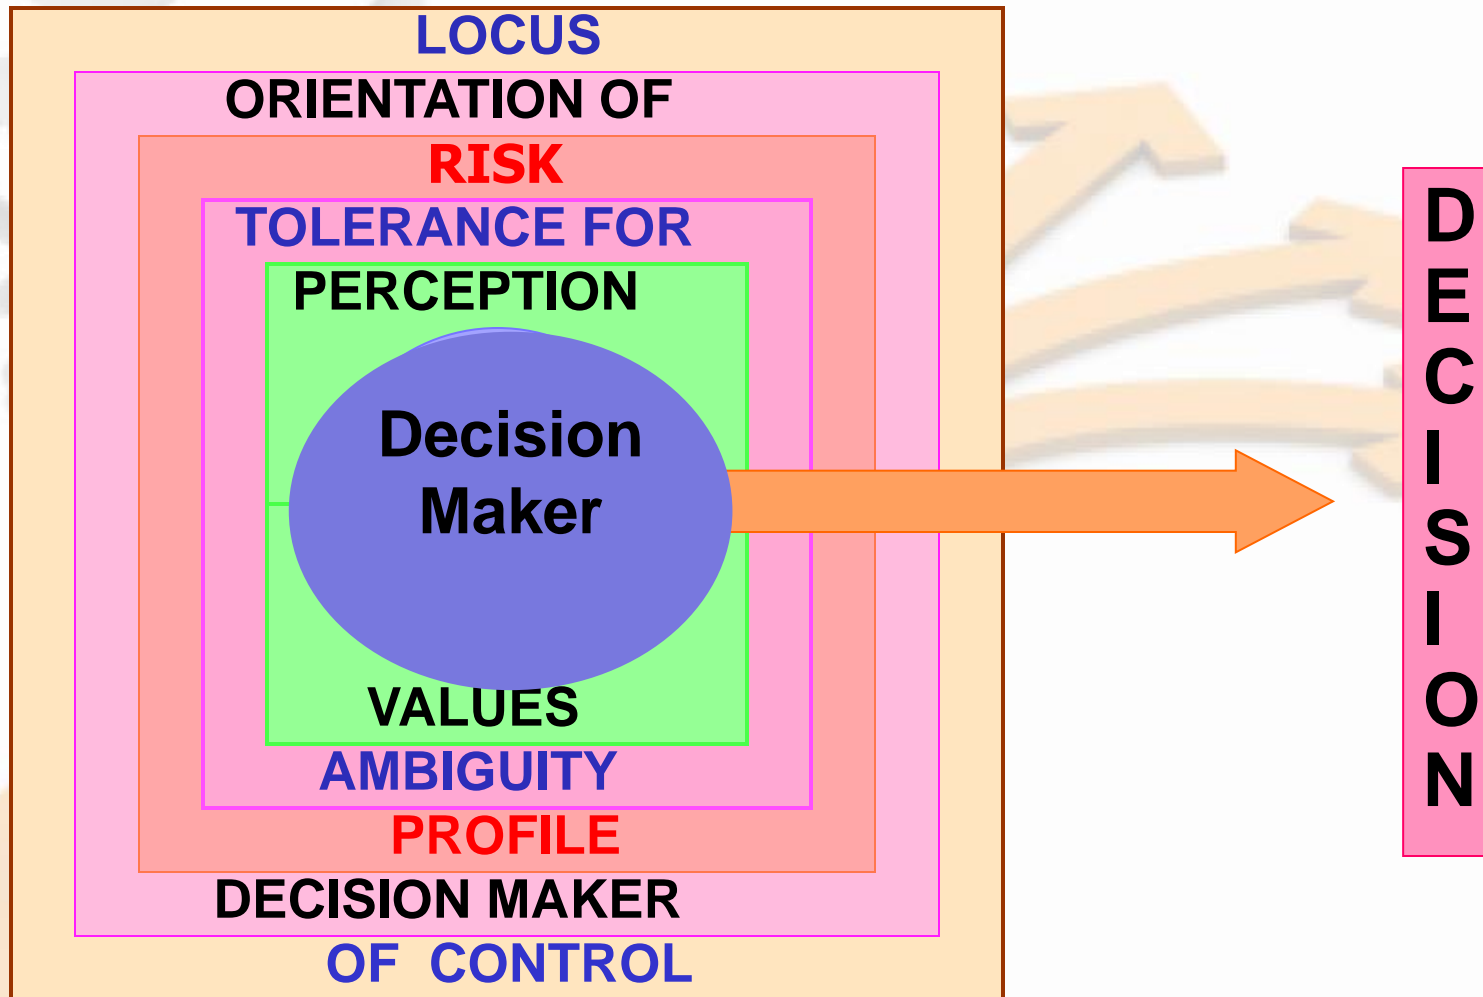 LOCUS
ORIENTATION OF
RISK
TOLERANCE FOR
PERCEPTION
Decision
Maker
VALUES
AMBIGUITY
PROFILE
DECISION MAKER
OF CONTROL
D
E
C
I
S
I
O
N